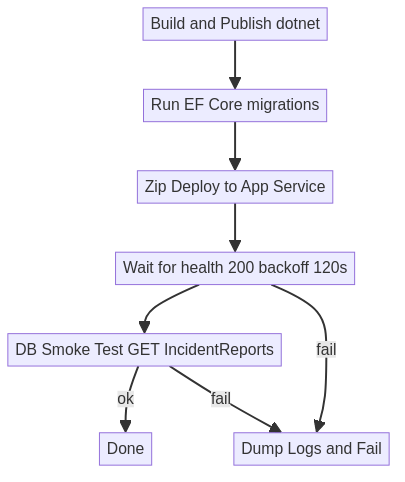 Build and Publish dotnet
Run EF Core migrations
Zip Deploy to App Service
Wait for health 200 backoff 120s
DB Smoke Test GET IncidentReports
fail
ok
fail
Done
Dump Logs and Fail